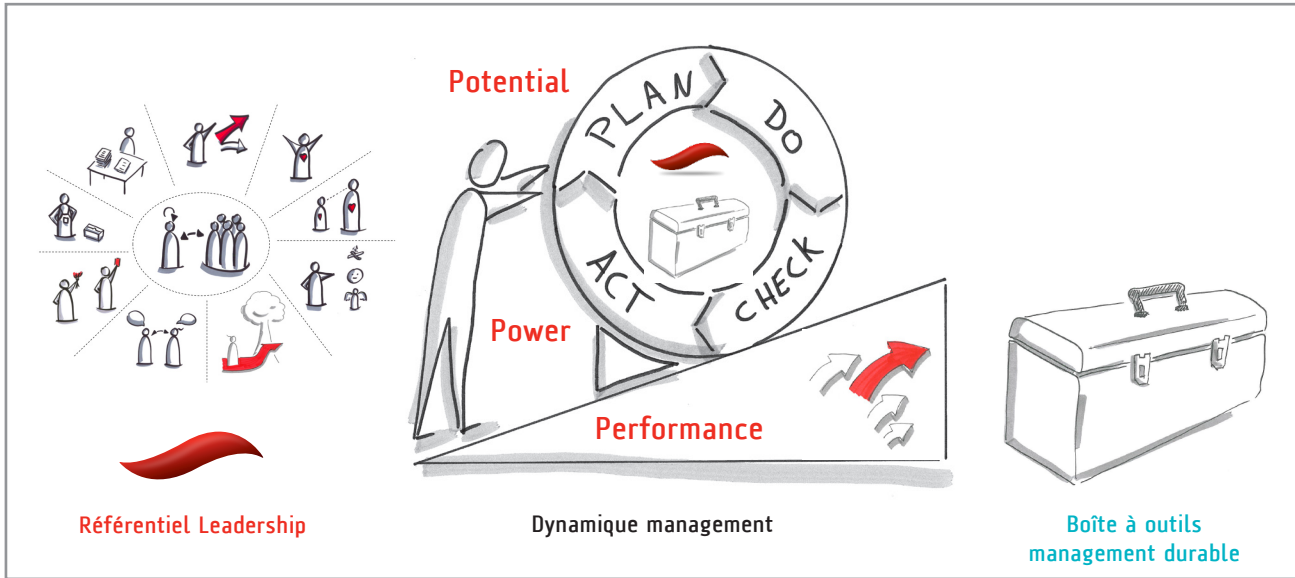 Potential
PLAN
DO
CHECK
ACT
Power
Performance
Référentiel Leadership
Dynamique management
Boîte à outils
management durable